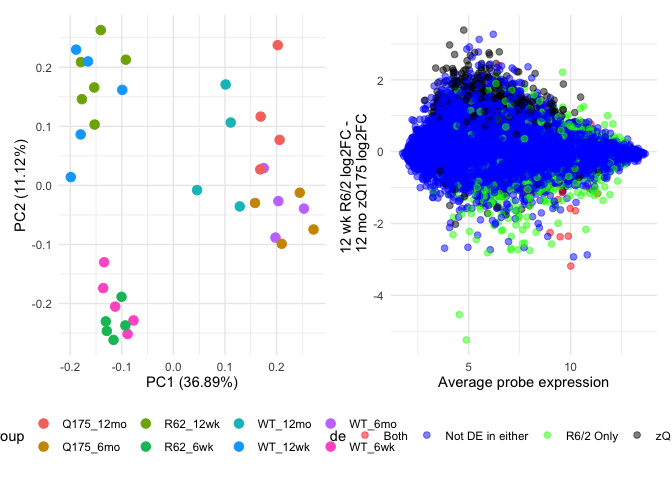 0.2
0.1
0.0
-0.1
-0.2
PC2 (11.12%)
-0.2
-0.1
0.0
0.1
0.2
PC1 (36.89%)
2
0
-2
-4
12 wk R6/2 log2FC -
12 mo zQ175 log2FC
5
10
Average probe expression
oup
Q175_12mo
Q175_6mo
R62_12wk
R62_6wk
WT_12mo
WT_12wk
WT_6mo
WT_6wk
de
Both
Not DE in either
R6/2 Only
zQ